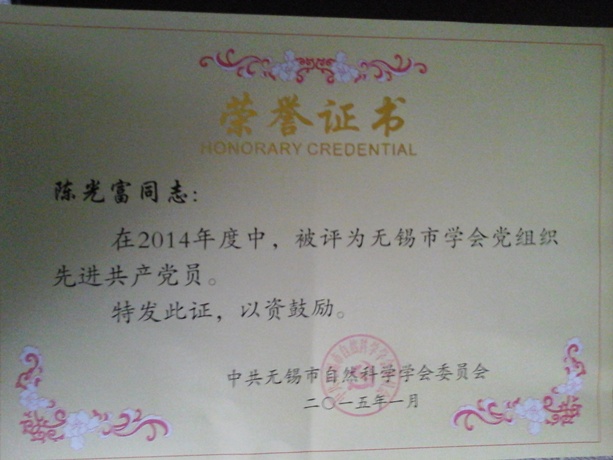 荣誉证书
HONORARY CREDENTIAL
陈光富同志：
在2014年度中，被评为无锡市学会党组织
先进共产党员。
特发此证，以资鼓励。
中共无锡市自然科学学会委员会
二〇一五年一月